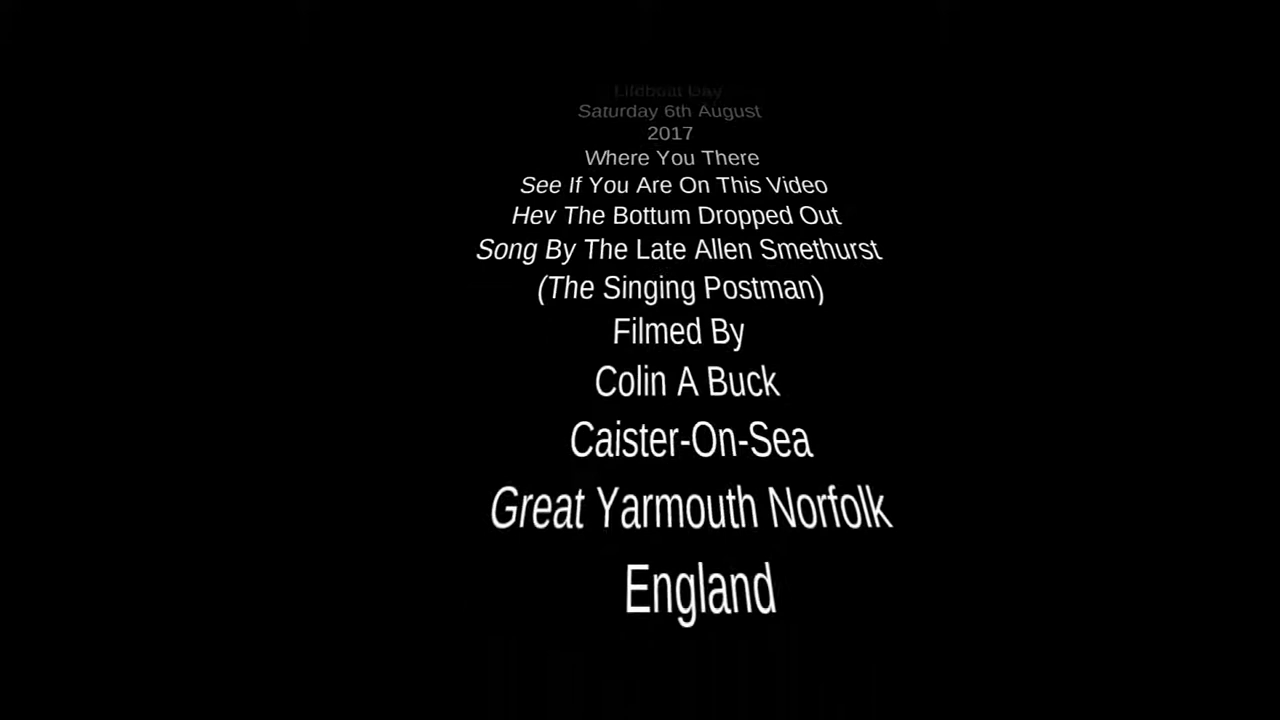 Lifeboat Day
Saturday 6th August
2017
Where You There
See If You Are On This Video
Hev The Bottum Dropped Out
Song By The Late Allen Smethurst
(The Singing Postman)
Filmed By
Colin A Buck
Caister-On-Sea
Great Yarmouth Norfolk
England